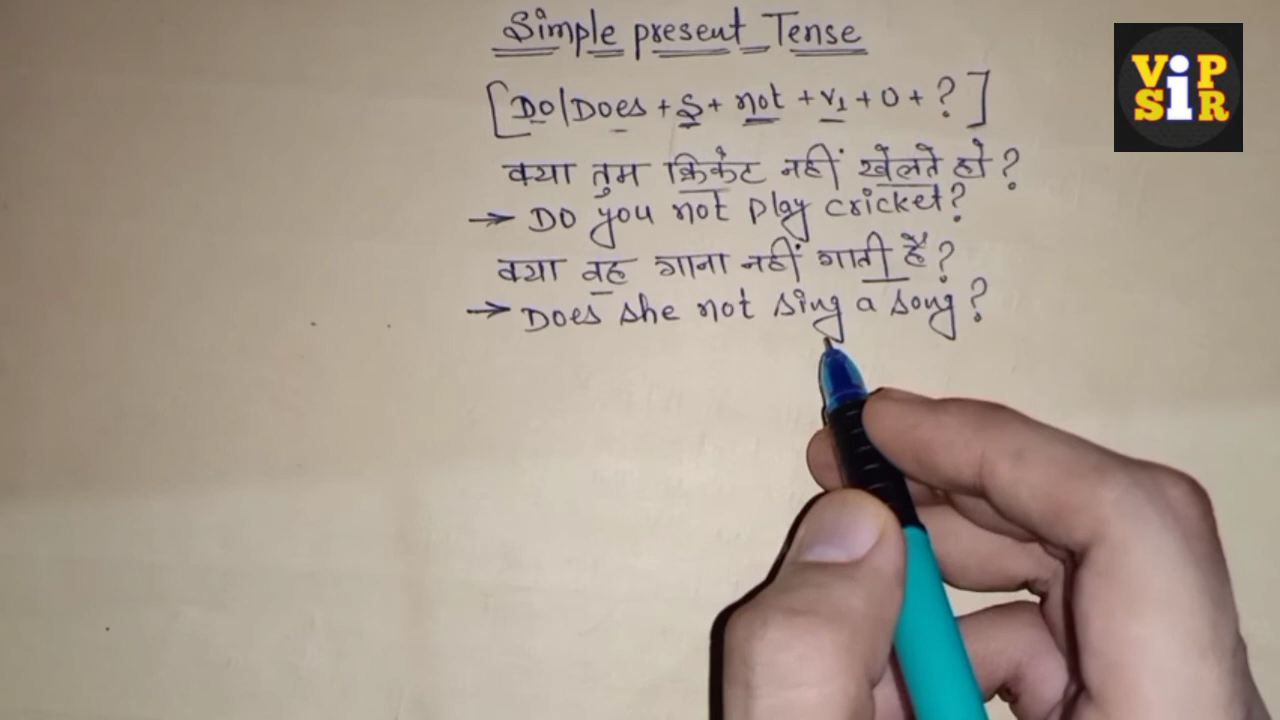 Simple present Tense
[Do/Does + S + not + V1 + O + ?]
क्या तुम क्रिकेट नहीं खेलते हो?
→ Do you not play cricket?
क्या वह गाना नहीं गाती है?
→ Does she not sing a song?
ViP
SiR